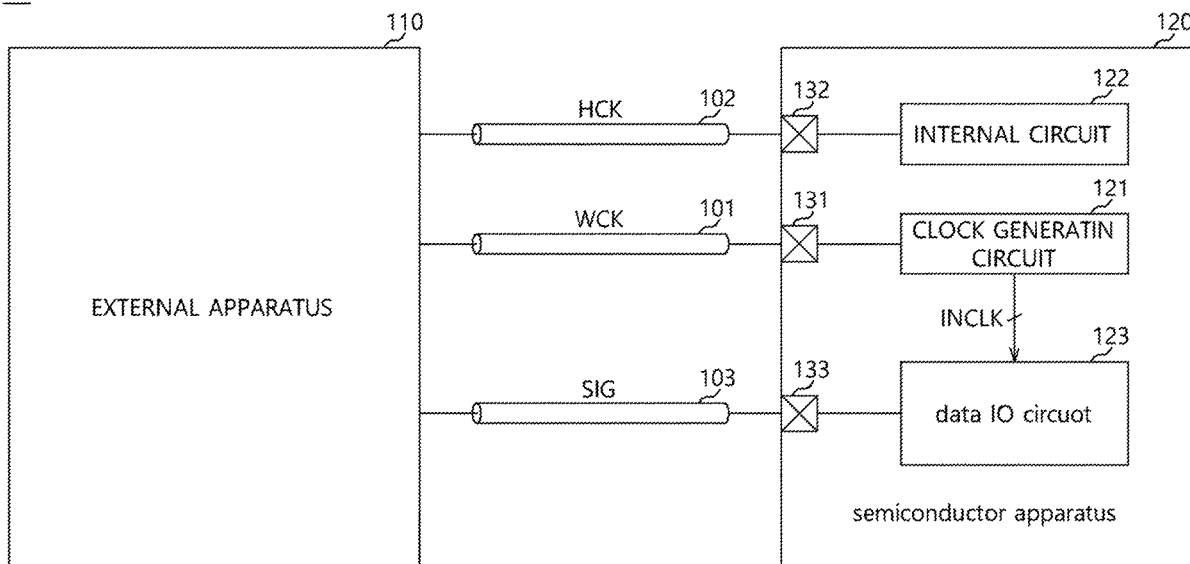 110
120
HCK
102
132
122
INTERNAL CIRCUIT
WCK
101
131
121
CLOCK GENERATIN
CIRCUIT
EXTERNAL APPARATUS
INCLK
123
SIG
103
133
data IO circuot
semiconductor apparatus